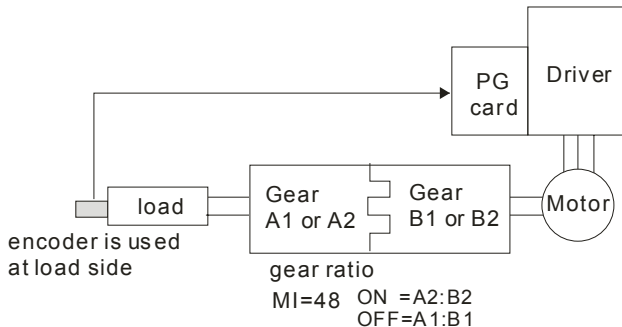 Driver
PG
card
Gear
A1 or A2
Gear
B1 or B2
Motor
load
encoder is used
at load side
gear ratio
MI=48 ON =A2:B2
OFF=A1:B1